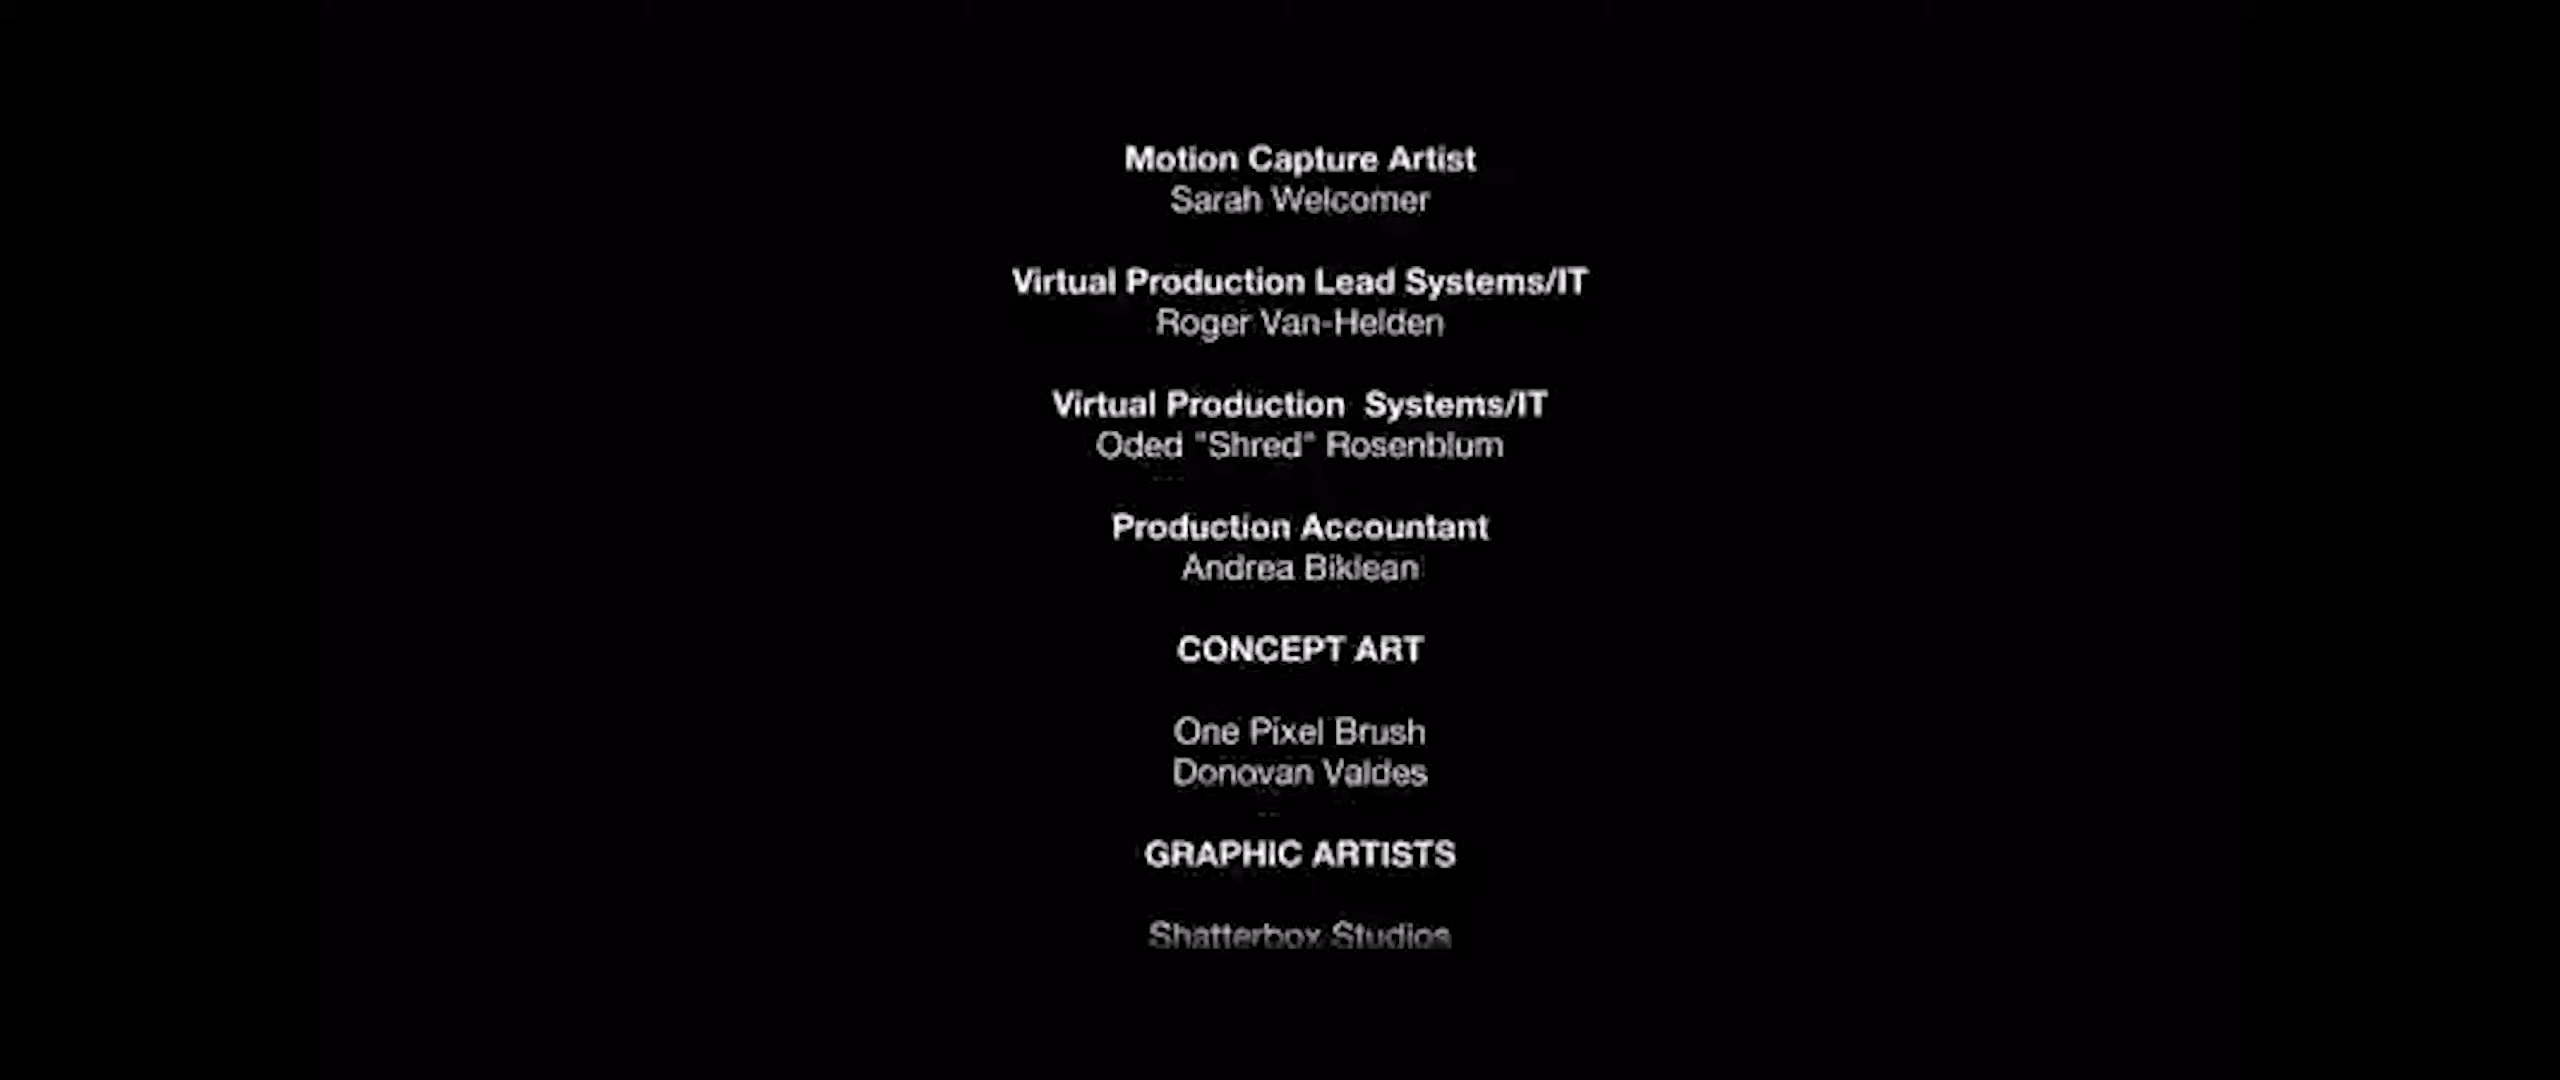 Motion Capture Artist
Sarah Welcomer
Virtual Production Lead Systems/IT
Roger Van-Helden
Virtual Production  Systems/IT
Oded "Shred" Rosenblum
Production Accountant
Andrea Biklean
CONCEPT ART
One Pixel Brush
Donovan Valdes
GRAPHIC ARTISTS
Shatterbox Studios